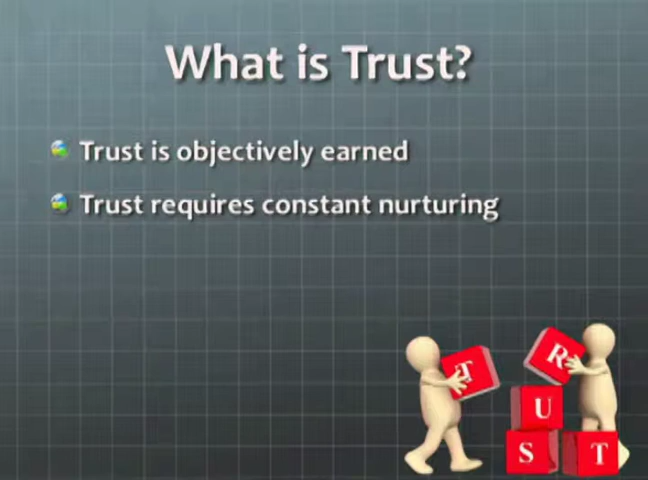 What is Trust?
Trust is objectively earned
Trust requires constant nurturing
T
R
U
S T